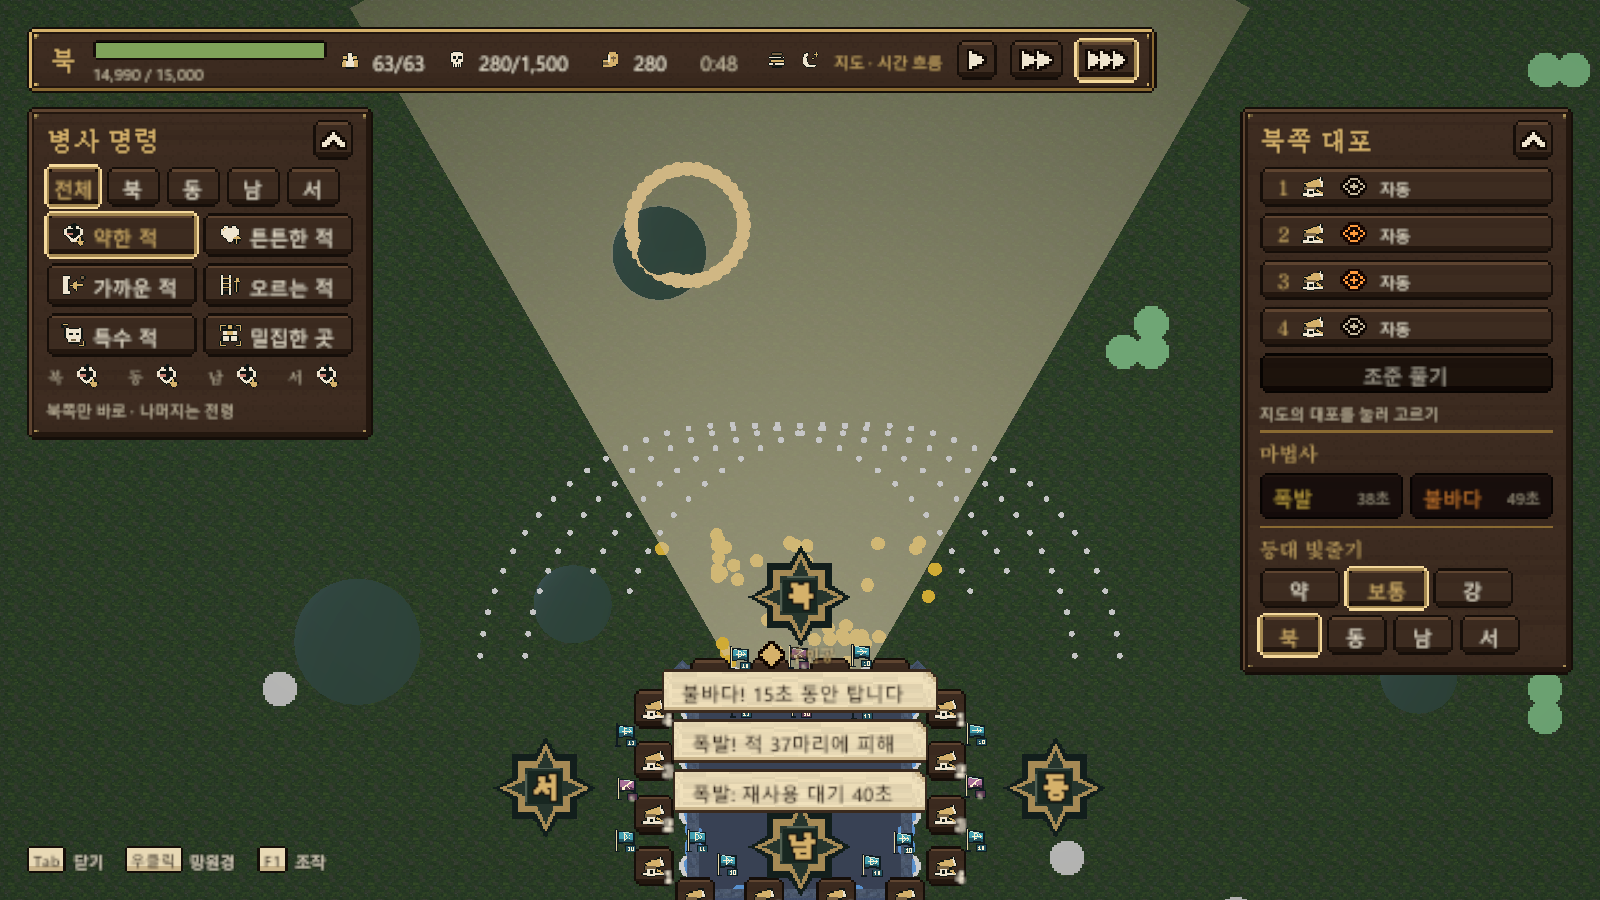 북
14,990 / 15,000
63/63
280/1,500
280
0:48
지도 · 시간 흐름
병사 명령
전체 북 동 남 서
약한 적 튼튼한 적
가까운 적 오르는 적
특수 적 밀집한 곳
북 동 남 서
북쪽만 바로 · 나머지는 전령
북쪽 대포
1 자동
2 자동
3 자동
4 자동
조준 풀기
지도의 대포를 눌러 고르기
마법사
폭발 38초 불바다 49초
등대 빛줄기
약 보통 강
북 동 남 서
북
불바다! 15초 동안 탑니다
폭발! 적 37마리에 피해
폭발: 재사용 대기 40초
서
동
남
Tab 닫기 우클릭 망원경 F1 조작